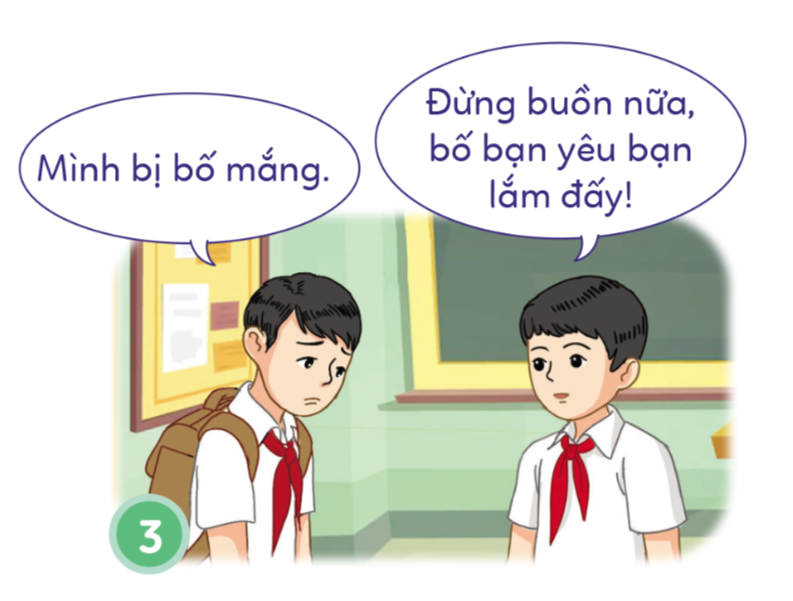 Mình bị bố mắng.
Đừng buồn nữa,
bố bạn yêu bạn
lắm đấy!
3